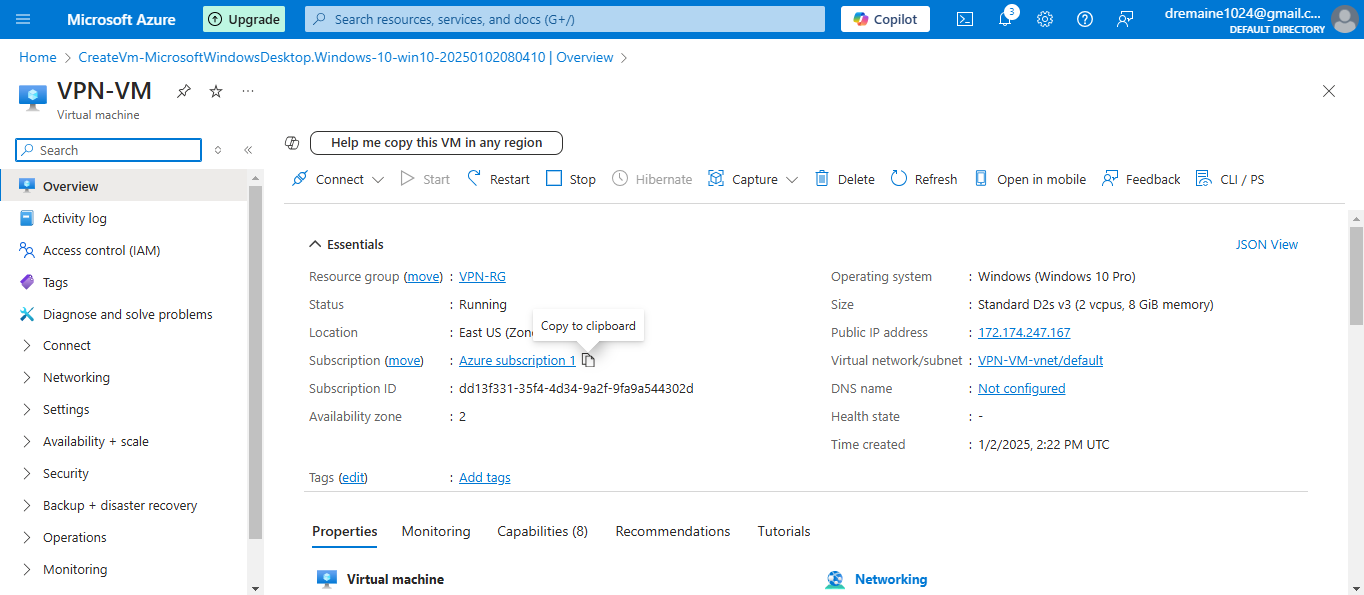 Microsoft Azure
Upgrade
Search resources, services, and docs (G+/)
Copilot
3
dremaine1024@gmail.c...
DEFAULT DIRECTORY
Home > CreateVm-MicrosoftWindowsDesktop.Windows-10-win10-20250102080410 | Overview >
VPN-VM
...
Virtual machine
Search
Overview
Activity log
Access control (IAM)
Tags
Diagnose and solve problems
Connect
Networking
Settings
Availability + scale
Security
Backup + disaster recovery
Operations
Monitoring
Help me copy this VM in any region
Connect Start Restart Stop Hibernate Capture Delete Refresh Open in mobile Feedback CLI / PS
Essentials
JSON View
Resource group (move) : VPN-RG
Status : Running
Location : East US (Zon
Copy to clipboard
Subscription (move) : Azure subscription 1
Subscription ID : dd13f331-35f4-4d34-9a2f-9fa9a544302d
Availability zone : 2
Operating system : Windows (Windows 10 Pro)
Size : Standard D2s v3 (2 vcpus, 8 GiB memory)
Public IP address : 172.174.247.167
Virtual network/subnet : VPN-VM-vnet/default
DNS name : Not configured
Health state : -
Time created : 1/2/2025, 2:22 PM UTC
Tags (edit) : Add tags
Properties Monitoring Capabilities (8) Recommendations Tutorials
Virtual machine
Networking